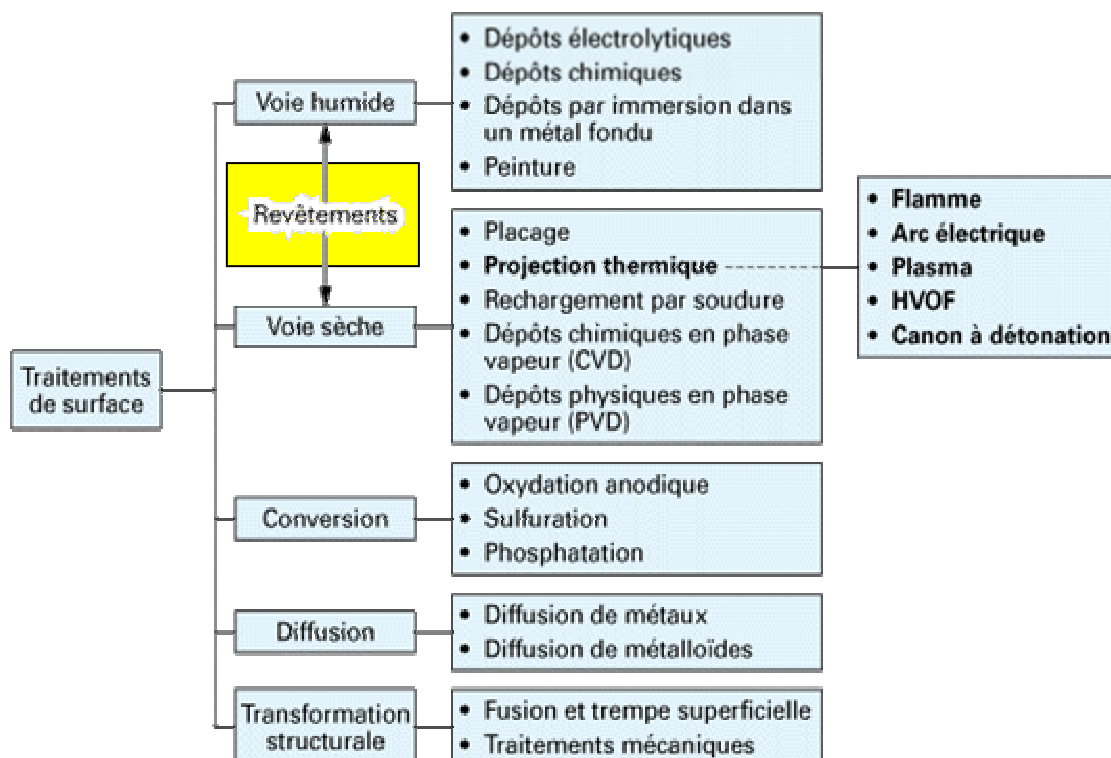 Traitements
de surface
Voie humide
• Dépôts électrolytiques
• Dépôts chimiques
• Dépôts par immersion dans
un métal fondu
• Peinture
Revêtements
Voie sèche
• Placage
• Projection thermique
• Rechargement par soudure
• Dépôts chimiques en phase
vapeur (CVD)
• Dépôts physiques en phase
vapeur (PVD)
• Flamme
• Arc électrique
• Plasma
• HVOF
• Canon à détonation
Conversion
• Oxydation anodique
• Sulfuration
• Phosphatation
Diffusion
• Diffusion de métaux
• Diffusion de métalloïdes
Transformation
structurale
• Fusion et trempe superficielle
• Traitements mécaniques